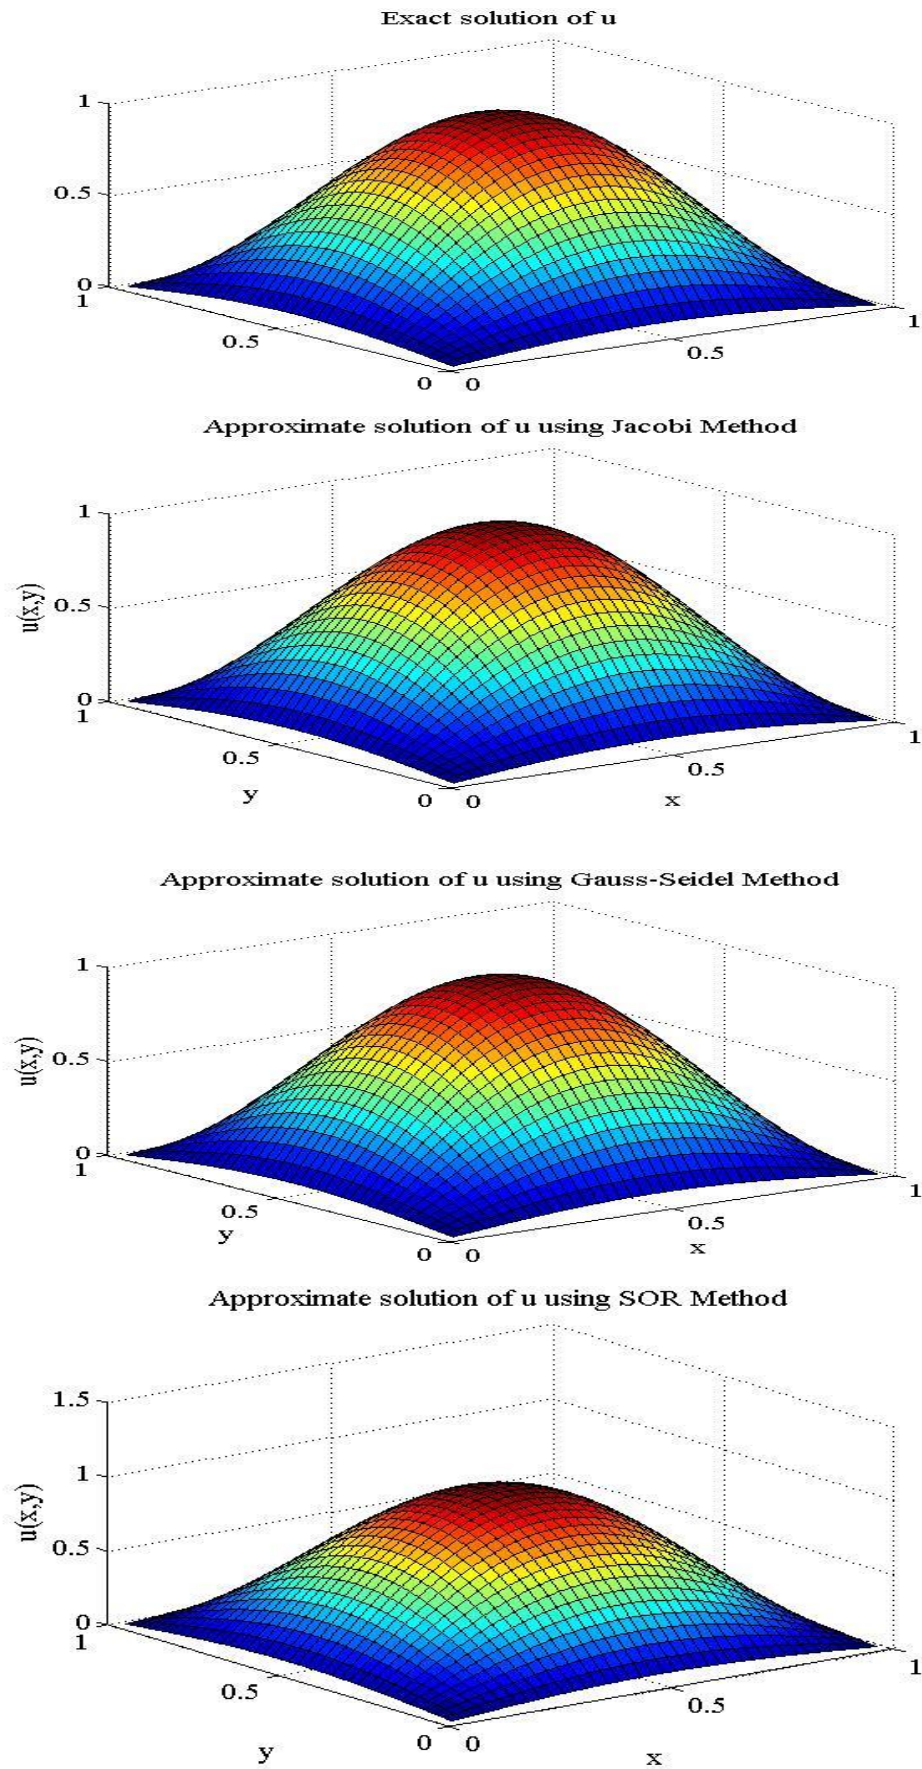 Exact solution of u
1
0.5
0
1
0.5
0
0
0.5
1
Approximate solution of u using Jacobi Method
1
0.5
0
u(x,y)
1
0.5
0
y
0
0.5
1
x
Approximate solution of u using Gauss-Seidel Method
1
0.5
0
u(x,y)
1
0.5
0
y
0
0.5
1
x
Approximate solution of u using SOR Method
1.5
1
0.5
0
u(x,y)
1
0.5
0
y
0
0.5
1
x